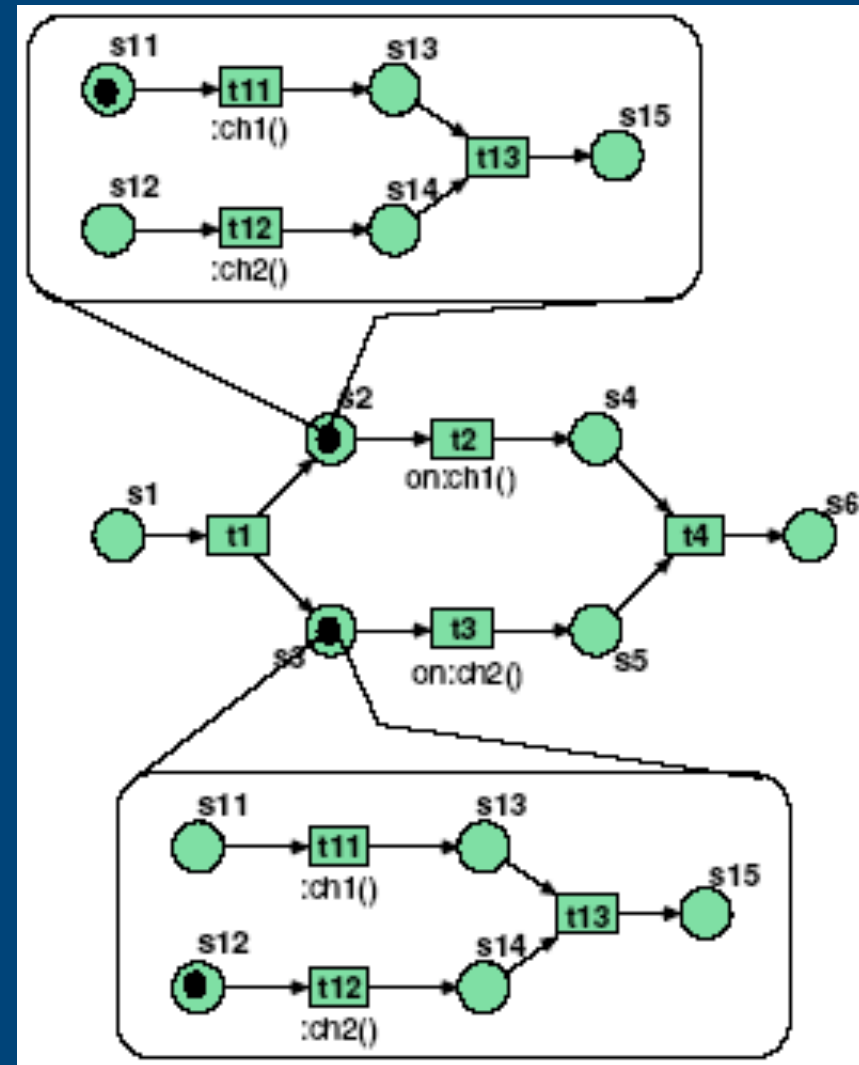 s11
s13
t11
:ch1()
s15
t13
s12
s14
t12
:ch2()
s2
s4
t2
on:ch1()
s1
s6
t1
t4
s3
t3
s5
on:ch2()
s11
s13
t11
:ch1()
s15
t13
s12
s14
t12
:ch2()